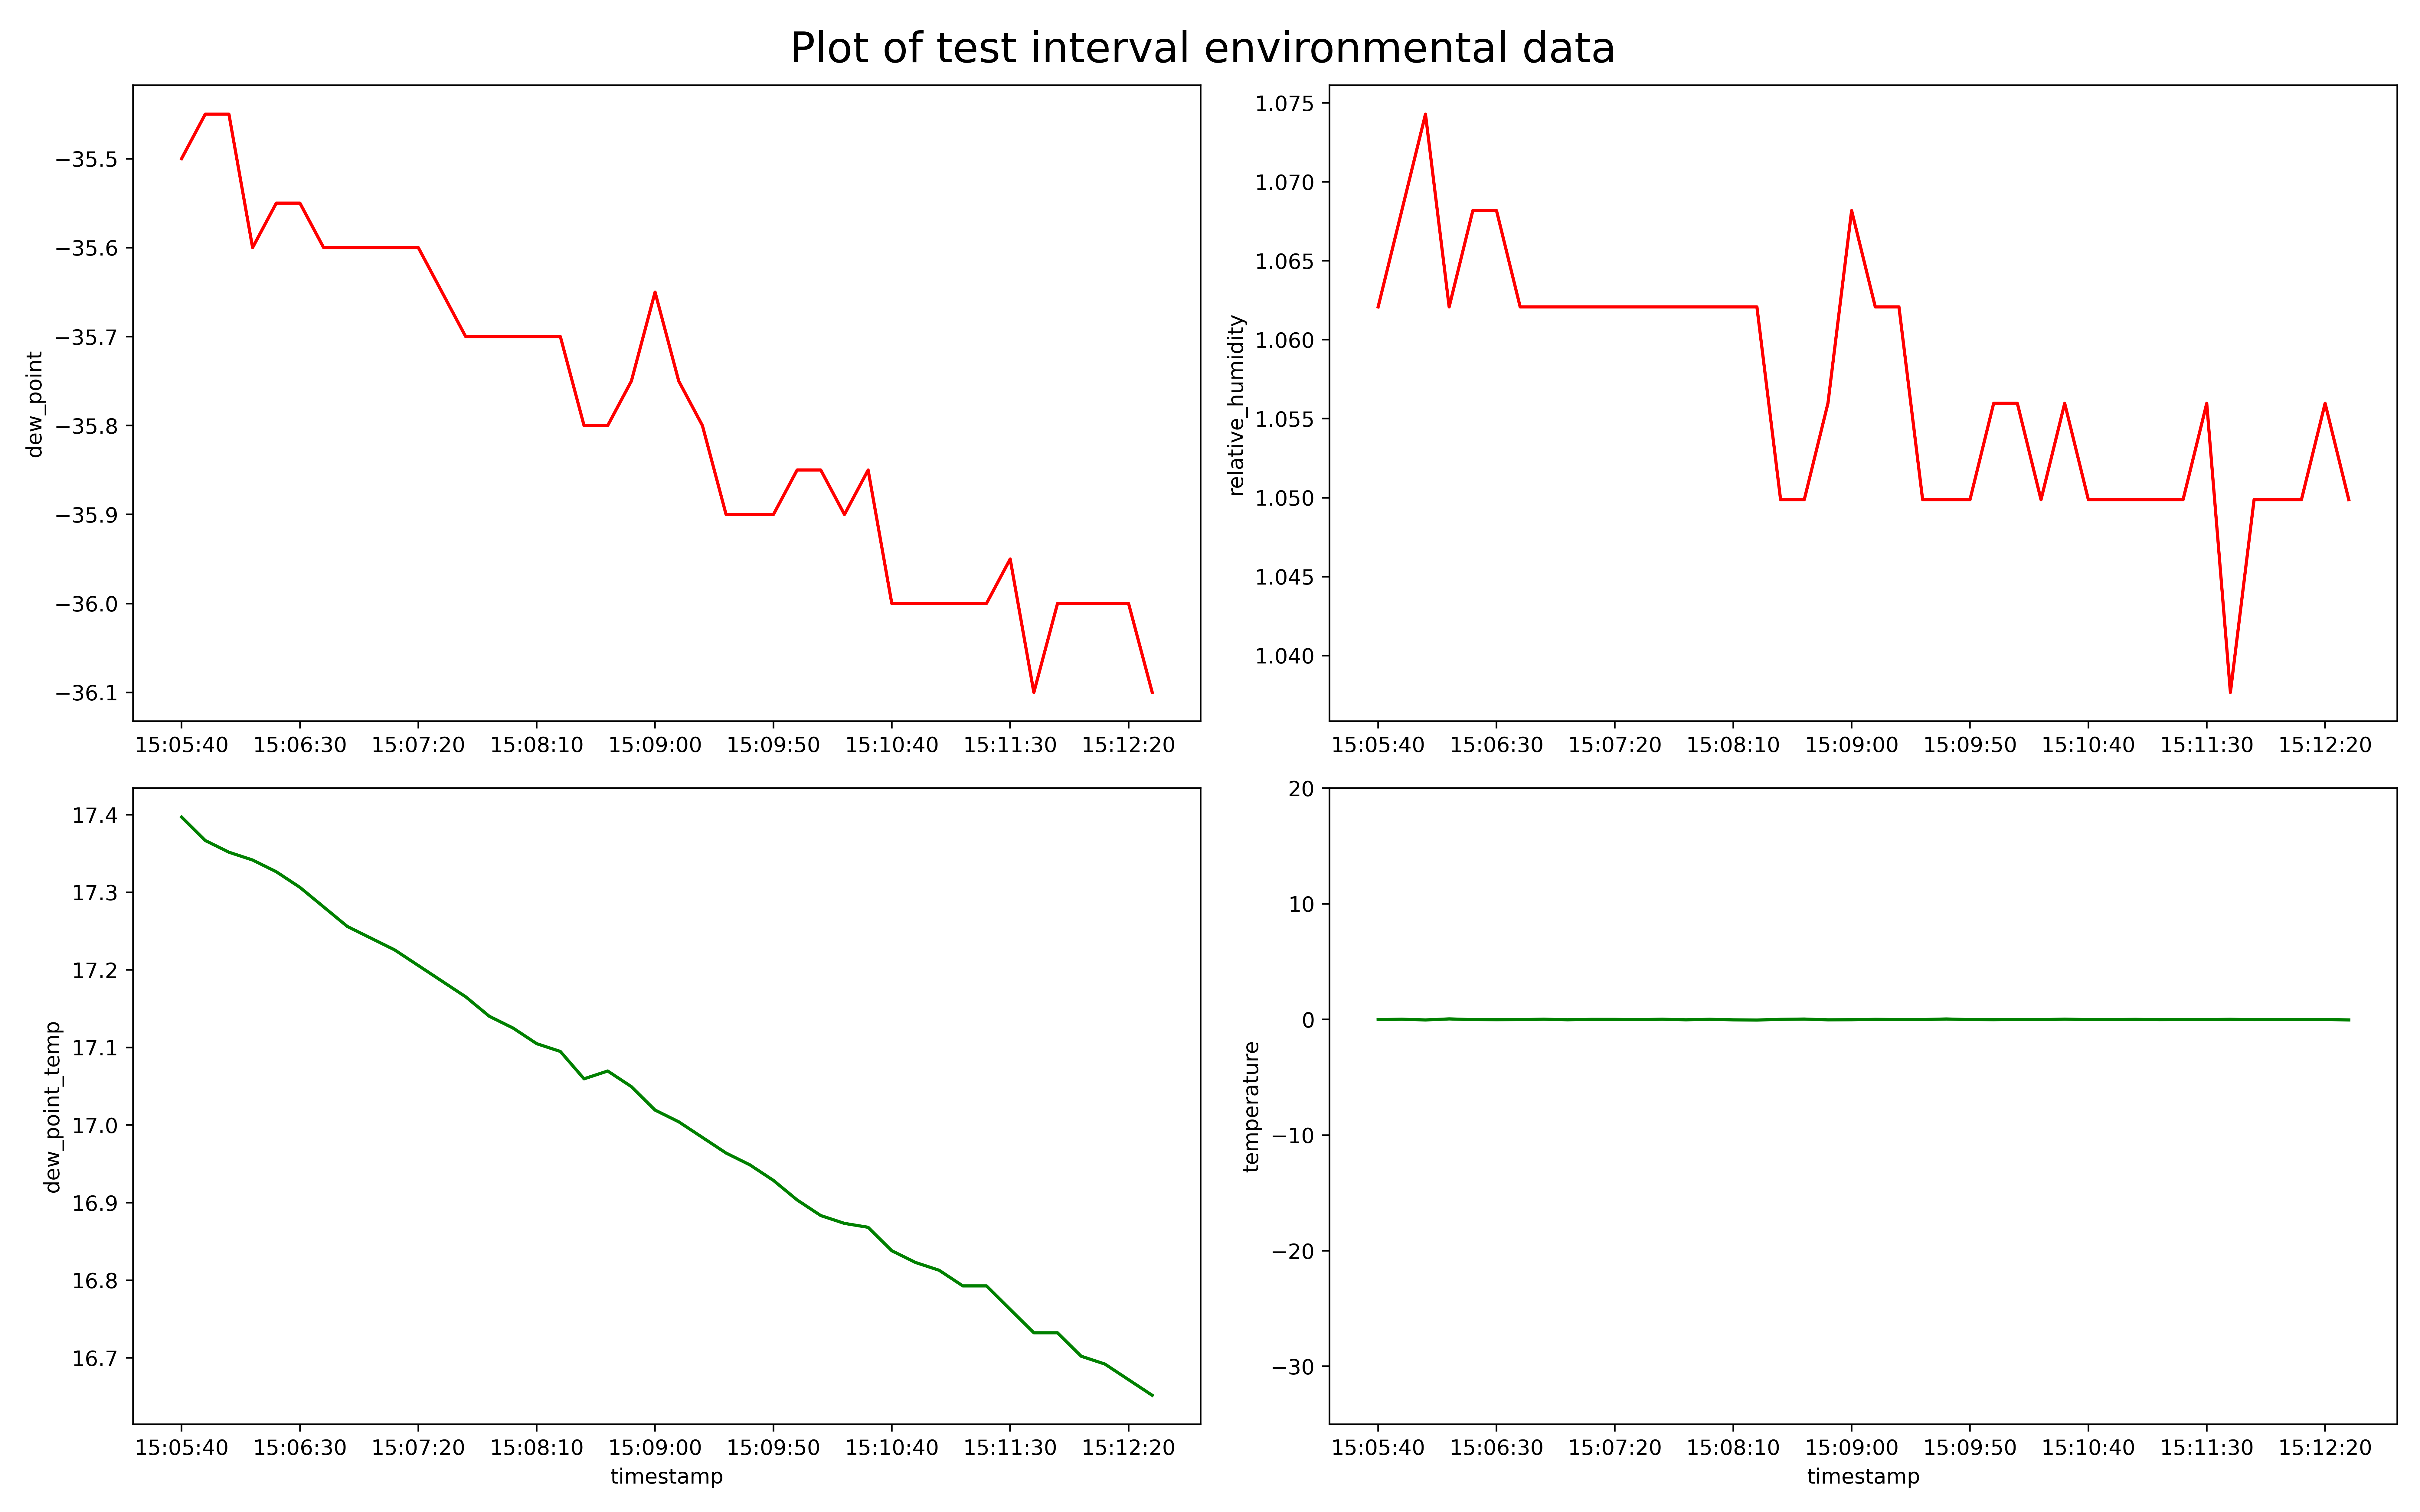 Plot of test interval environmental data
dew_point
−35.5
−35.6
−35.7
−35.8
−35.9
−36.0
−36.1
15:05:40 15:06:30 15:07:20 15:08:10 15:09:00 15:09:50 15:10:40 15:11:30 15:12:20
relative_humidity
1.075
1.070
1.065
1.060
1.055
1.050
1.045
1.040
15:05:40 15:06:30 15:07:20 15:08:10 15:09:00 15:09:50 15:10:40 15:11:30 15:12:20
dew_point_temp
17.4
17.3
17.2
17.1
17.0
16.9
16.8
16.7
15:05:40 15:06:30 15:07:20 15:08:10 15:09:00 15:09:50 15:10:40 15:11:30 15:12:20
timestamp
temperature
20
10
0
−10
−20
−30
15:05:40 15:06:30 15:07:20 15:08:10 15:09:00 15:09:50 15:10:40 15:11:30 15:12:20
timestamp